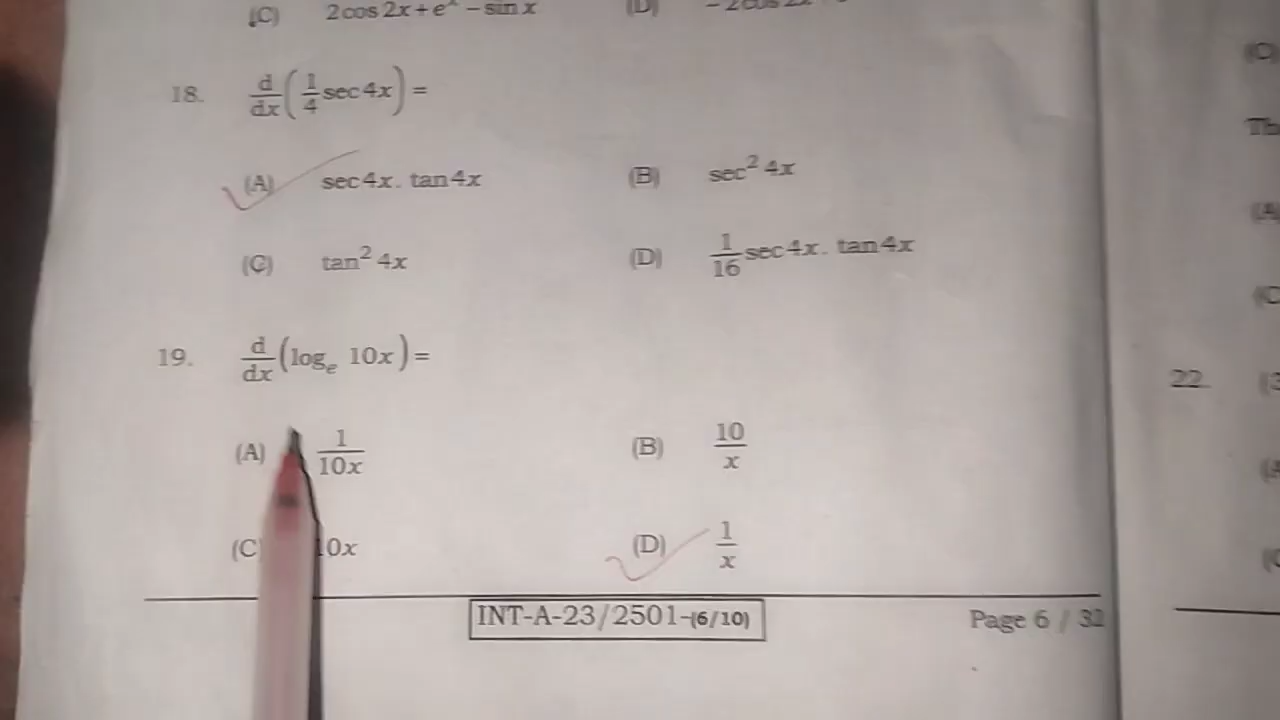 (C) 2cos 2x + eˣ − sin x (D)
18. d/dx (1/4 sec 4x) =
(A) sec 4x . tan 4x (B) sec² 4x
(C) tan² 4x (D) 1/16 sec 4x . tan 4x
19. d/dx (logₑ 10x) =
(A) 1/10x (B) 10/x
(C) 10x (D) 1/x
INT-A-23/2501-(6/10) Page 6 / 32
22.